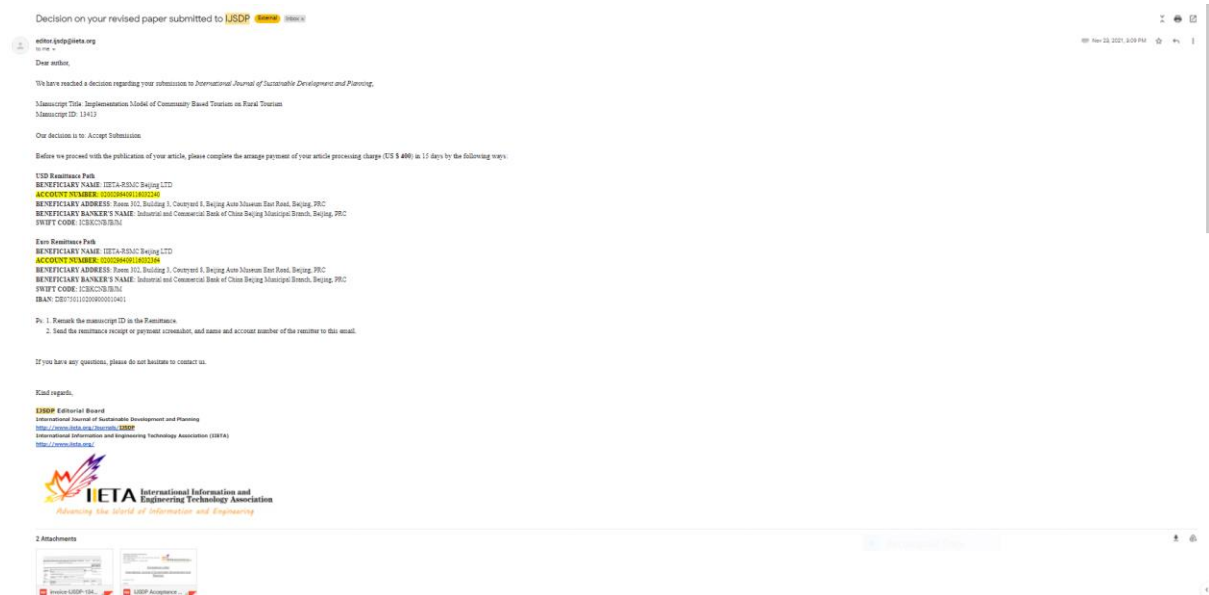 Decision on your revised paper submitted to IJSDP External Inbox x
editor.ijsdp@iieta.org
to me
Nov 22, 2021, PM
Dear author,
We have reached a decision regarding your submission to International Journal of Sustainable Development and Planning,
Manuscript Title: Implementation Model of Community Based Tourism on Rural Tourism
Manuscript ID: 13413
Our decision is to: Accept Submission
Before we proceed with the publication of your article, please complete the arrange payment of your article processing charge (US $ 400) in 15 days by the following ways:
USD Remittance Path
BENEFICIARY NAME: IIETA-RSMC Beijing LTD
ACCOUNT NUMBER:
BENEFICIARY ADDRESS: Room 302, Building 3, Courtyard 8, Beijing Auto Museum East Road, Beijing, PRC
BENEFICIARY BANKER'S NAME: Industrial and Commercial Bank of China Beijing Municipal Branch, Beijing, PRC
SWIFT CODE: ICBKCNBJBJM
Euro Remittance Path
BENEFICIARY NAME: IIETA-RSMC Beijing LTD
ACCOUNT NUMBER:
BENEFICIARY ADDRESS: Room 302, Building 3, Courtyard 8, Beijing Auto Museum East Road, Beijing, PRC
BENEFICIARY BANKER'S NAME: Industrial and Commercial Bank of China Beijing Municipal Branch, Beijing, PRC
SWIFT CODE: ICBKCNBJBJM
IBAN:
Ps: 1. Remark the manuscript ID in the Remittance.
2. Send the remittance receipt or payment screenshot, and name and account number of the remitter to this email.
If you have any questions, please do not hesitate to contact us.
Kind regards,
IJSDP Editorial Board
International Journal of Sustainable Development and Planning
http://www.iieta.org/Journals/IJSDP
International Information and Engineering Technology Association (IIETA)
http://www.iieta.org/
IIETA International Information and
Engineering Technology Association
Advancing the World of Information and Engineering
2 Attachments
Invoice-IJSDP-104...
IJSDP Acceptance ...